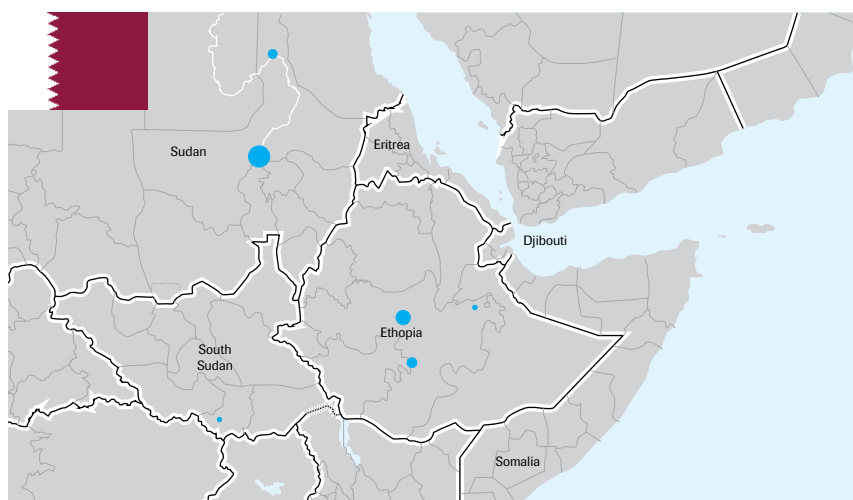 Sudan
Eritrea
Djibouti
Ethopia
South
Sudan
Somalia